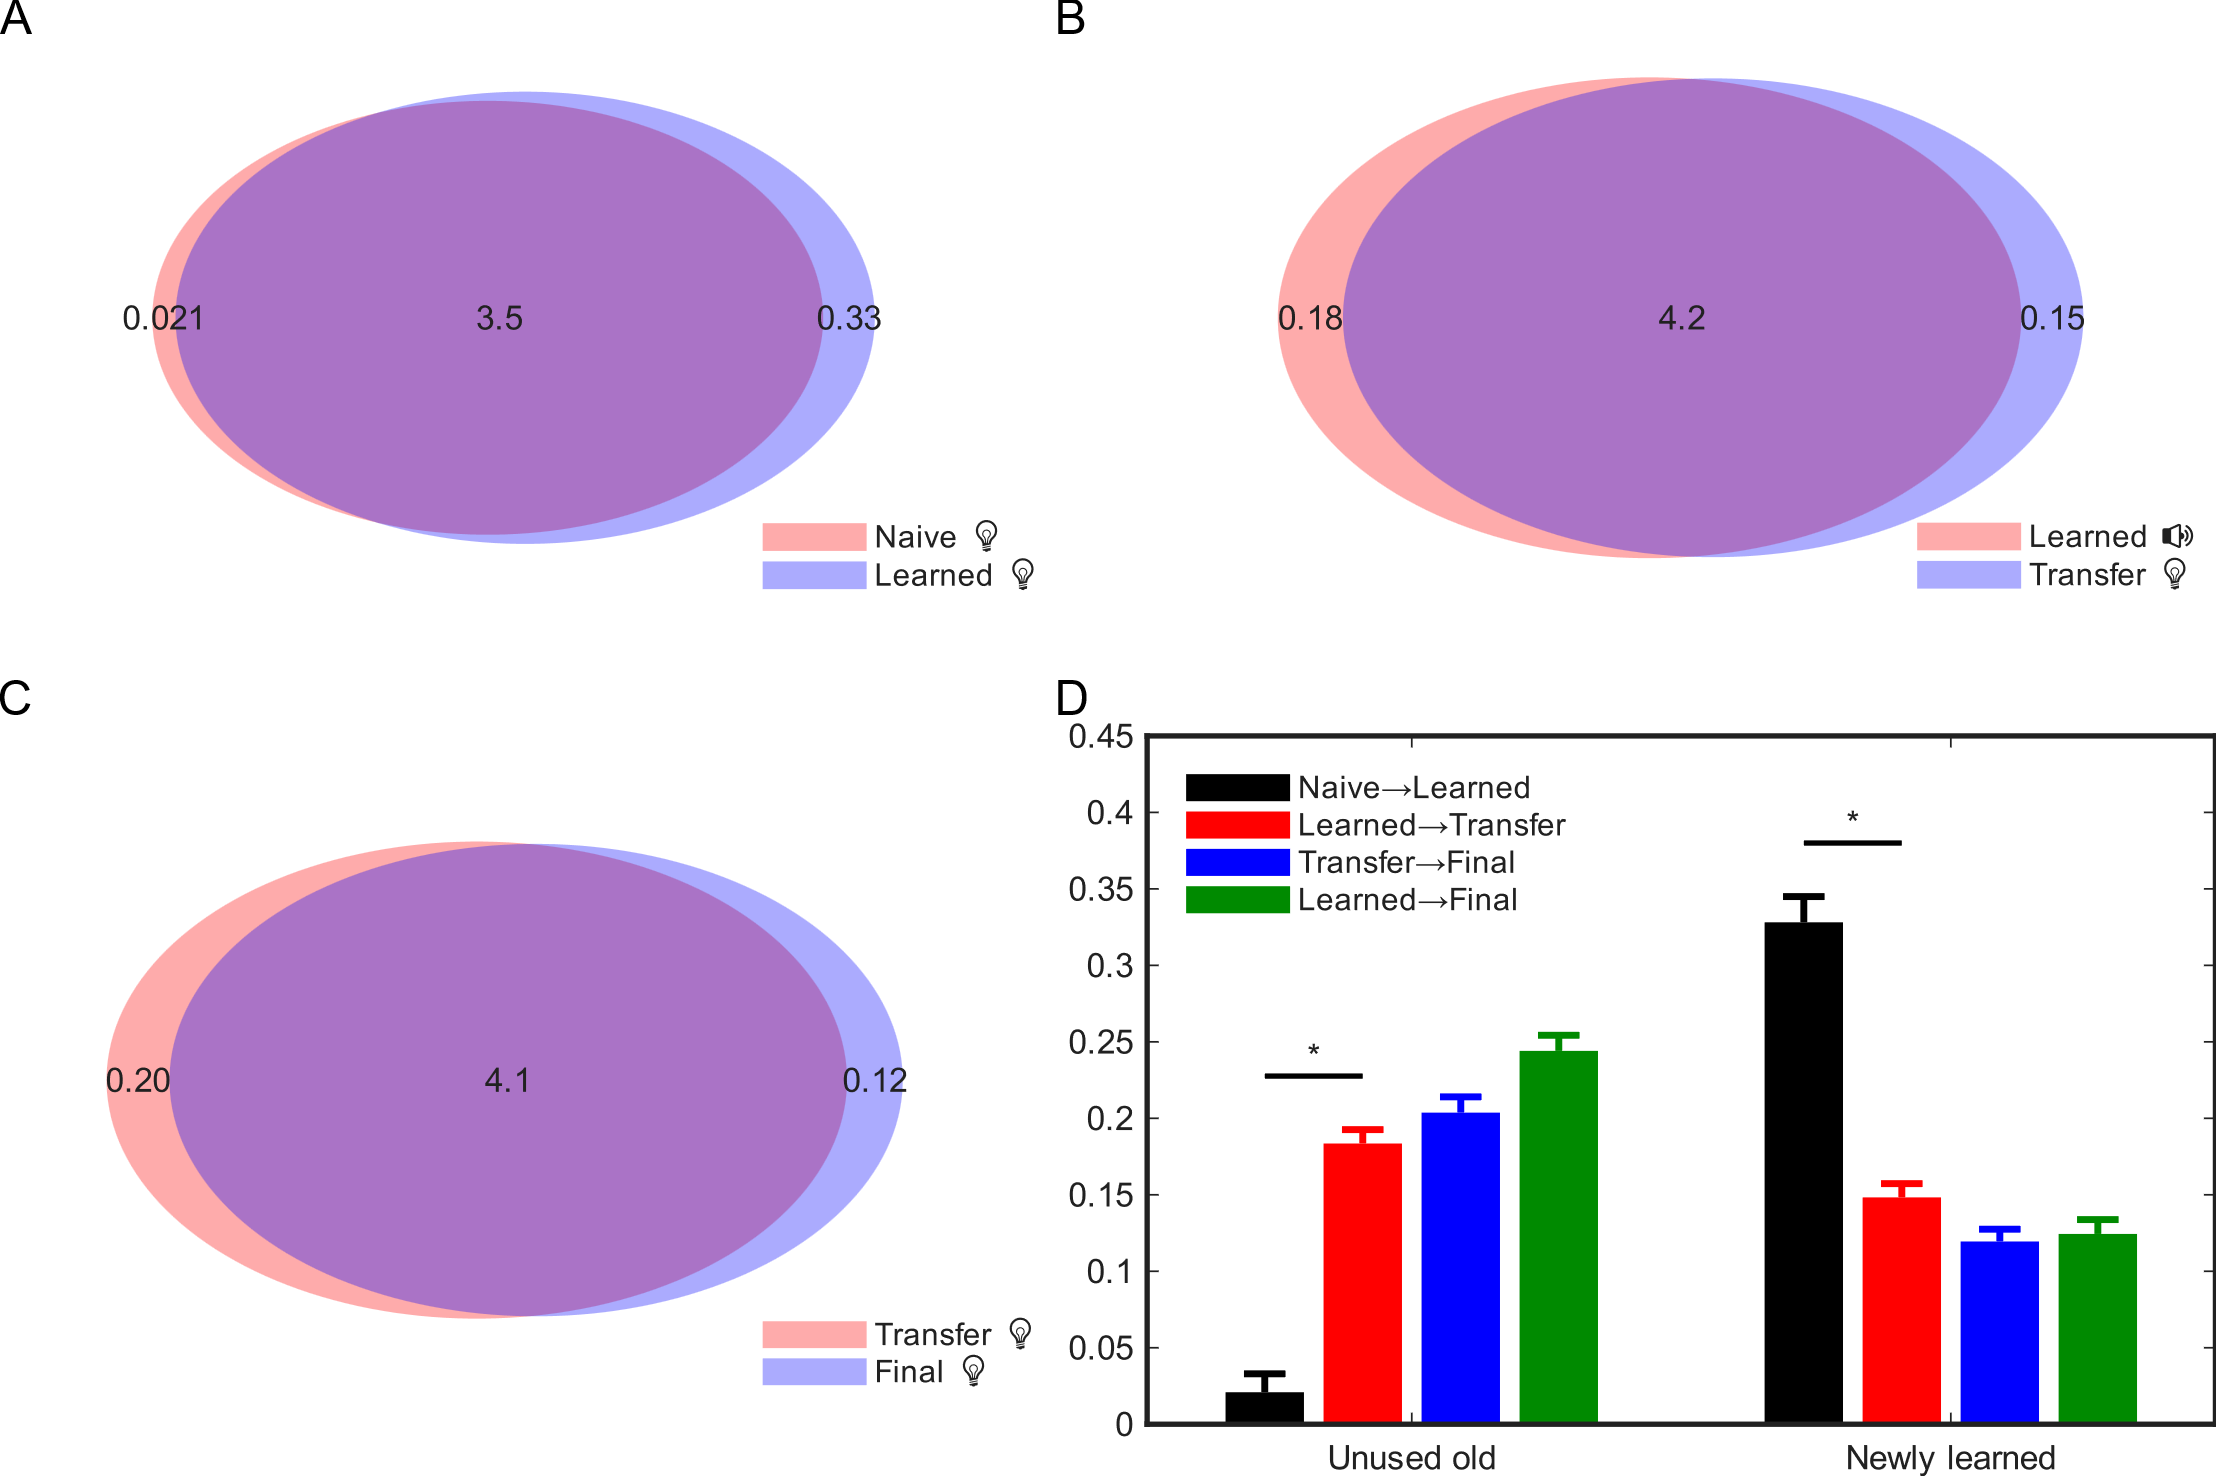 A
0.021
3.5
0.33
Naive
Learned
B
0.18
4.2
0.15
Learned
Transfer
C
0.20
4.1
0.12
Transfer
Final
D
0.45
0.4
0.35
0.3
0.25
0.2
0.15
0.1
0.05
0
Naive→Learned
Learned→Transfer
Transfer→Final
Learned→Final
*
*
Unused old
Newly learned